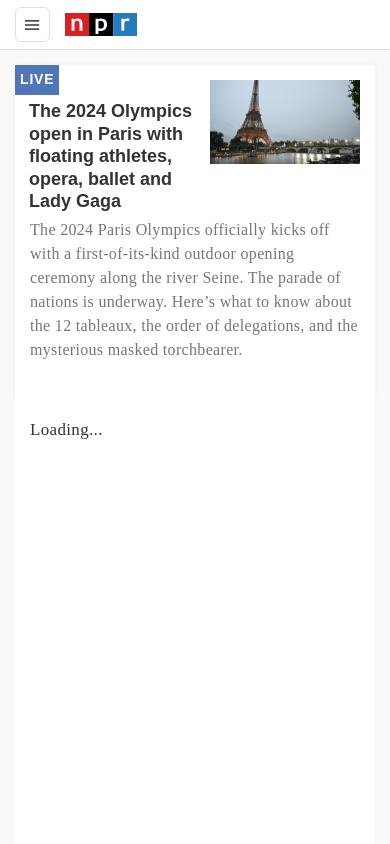 npr
LIVE
The 2024 Olympics
open in Paris with
floating athletes,
opera, ballet and
Lady Gaga
The 2024 Paris Olympics officially kicks off
with a first-of-its-kind outdoor opening
ceremony along the river Seine. The parade of
nations is underway. Here’s what to know about
the 12 tableaux, the order of delegations, and the
mysterious masked torchbearer.
Loading...